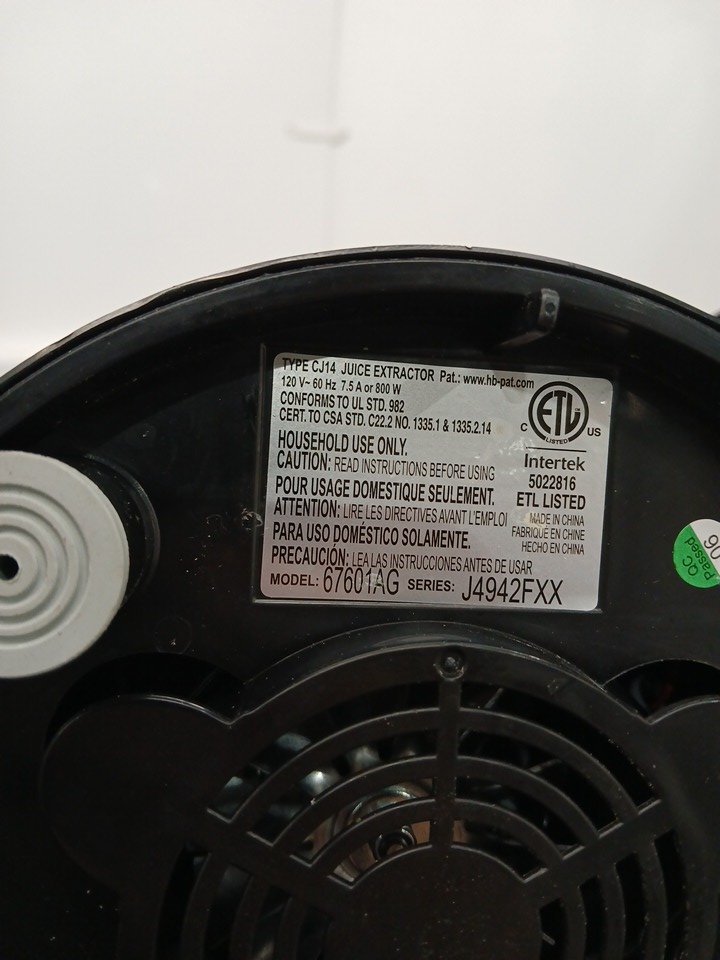 TYPE CJ14 JUICE EXTRACTOR Pat.: www.hb-pat.com
120 V~ 60 Hz 7.5 A or 800 W
CONFORMS TO UL STD. 982
CERT. TO CSA STD. C22.2 NO. 1335.1 & 1335.2.14
HOUSEHOLD USE ONLY.
CAUTION: READ INSTRUCTIONS BEFORE USING
POUR USAGE DOMESTIQUE SEULEMENT.
ATTENTION: LIRE LES DIRECTIVES AVANT L'EMPLOI
PARA USO DOMÉSTICO SOLAMENTE.
PRECAUCIÓN: LEA LAS INSTRUCCIONES ANTES DE USAR
MODEL: 67601AG SERIES: J4942FXX
ETL
LISTED
C US
Intertek
5022816
ETL LISTED
MADE IN CHINA
FABRIQUÉ EN CHINE
HECHO EN CHINA
QC
Passed
06